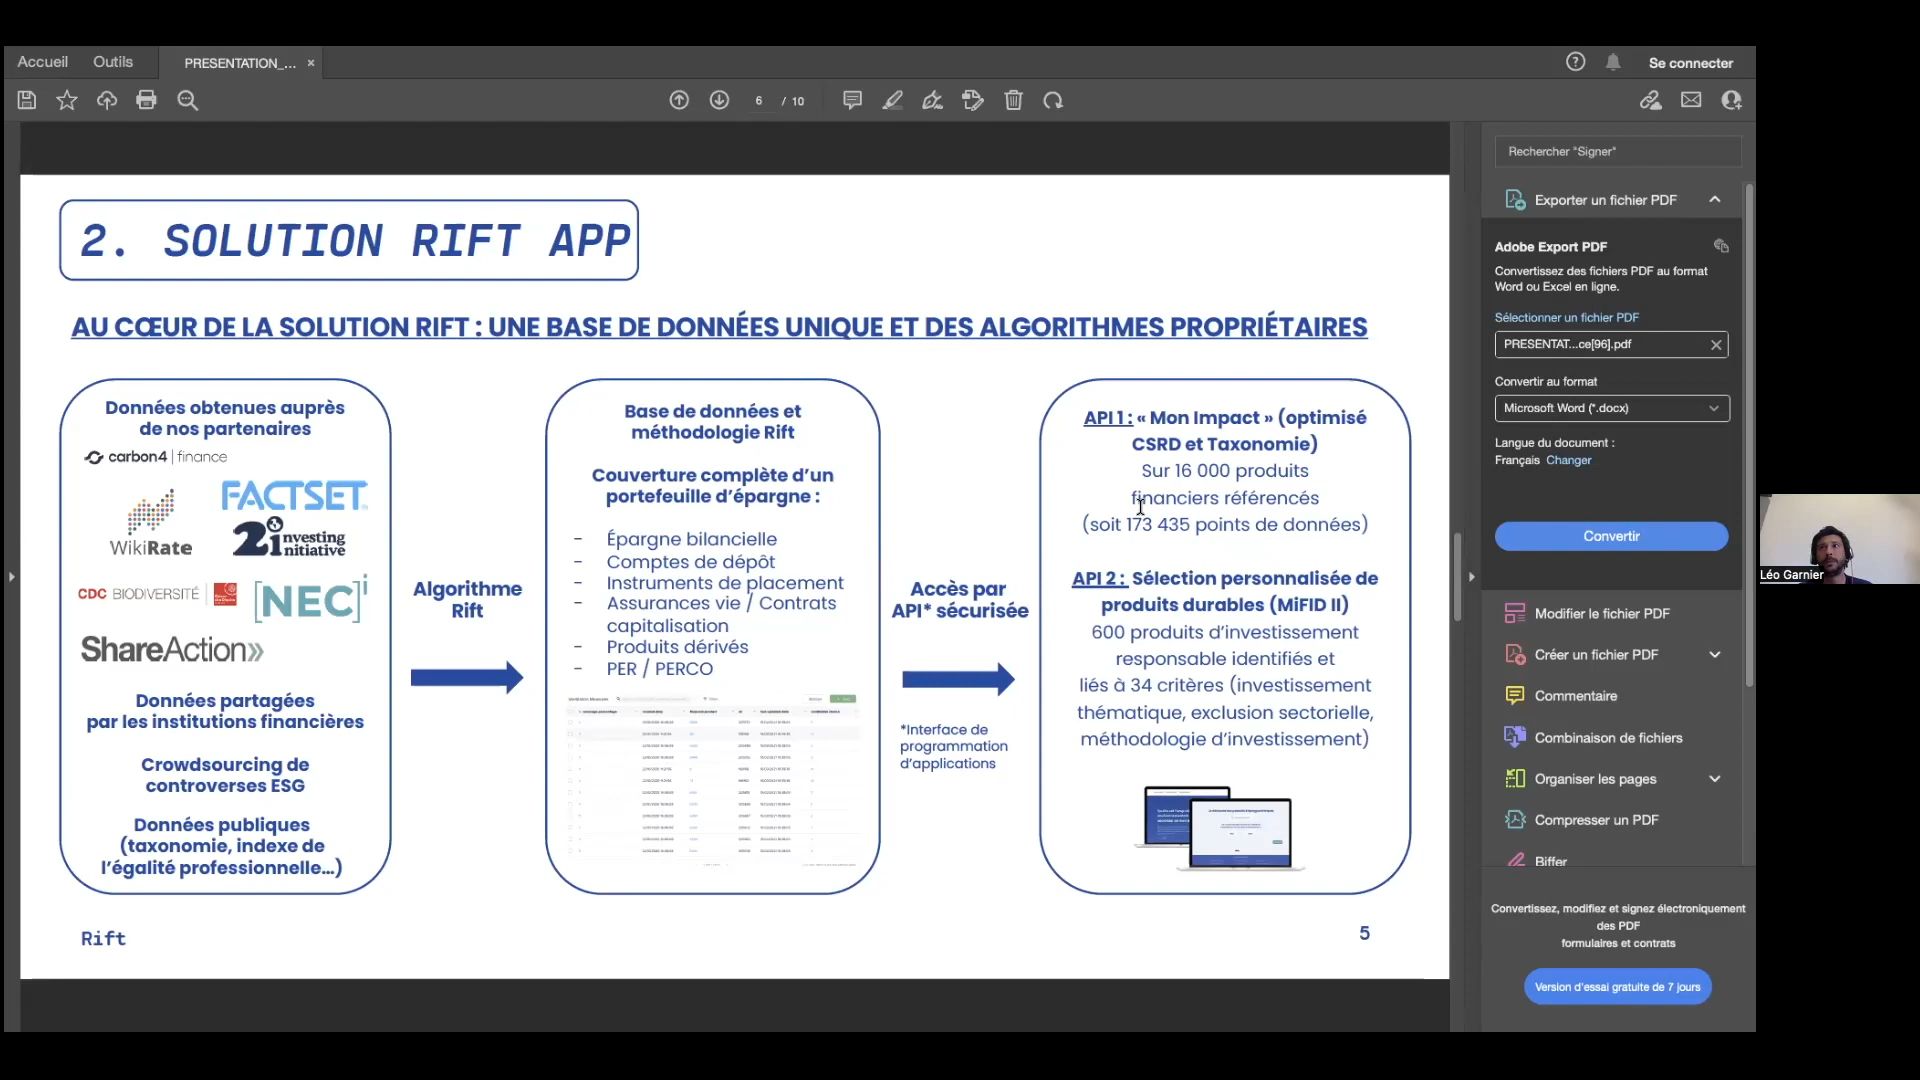 Accueil
Outils
PRESENTATION_... ×
Se connecter
6 / 10
Rechercher "Signer"
Exporter un fichier PDF
Adobe Export PDF
Convertissez des fichiers PDF au format
Word ou Excel en ligne.
Sélectionner un fichier PDF
PRESENTAT...ce[96].pdf
Convertir au format
Microsoft Word (*.docx)
Langue du document :
Français Changer
Convertir
Modifier le fichier PDF
Créer un fichier PDF
Commentaire
Combinaison de fichiers
Organiser les pages
Compresser un PDF
Biffer
Convertissez, modifiez et signez électroniquement
des PDF
formulaires et contrats
Version d'essai gratuite de 7 jours
2. SOLUTION RIFT APP
AU CŒUR DE LA SOLUTION RIFT : UNE BASE DE DONNÉES UNIQUE ET DES ALGORITHMES PROPRIÉTAIRES
Données obtenues auprès
de nos partenaires
carbon4 | finance
FACTSET
WikiRate
2i nvesting
nitiative
CDC BIODIVERSITÉ
[NEC]i
ShareAction»
Données partagées
par les institutions financières
Crowdsourcing de
controverses ESG
Données publiques
(taxonomie, indexe de
l'égalité professionnelle...)
Algorithme
Rift
Base de données et
méthodologie Rift
Couverture complète d'un
portefeuille d'épargne :
- Épargne bilancielle
- Comptes de dépôt
- Instruments de placement
- Assurances vie / Contrats
capitalisation
- Produits dérivés
- PER / PERCO
Accès par
API* sécurisée
*Interface de
programmation
d'applications
API 1 : « Mon Impact » (optimisé
CSRD et Taxonomie)
Sur 16 000 produits
financiers référencés
(soit 173 435 points de données)
API 2 : Sélection personnalisée de
produits durables (MiFID II)
600 produits d'investissement
responsable identifiés et
liés à 34 critères (investissement
thématique, exclusion sectorielle,
méthodologie d'investissement)
Rift
5
Léo Garnier